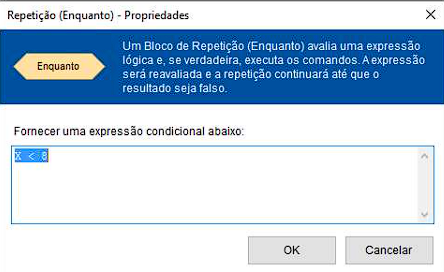 Repetição (Enquanto) - Propriedades
Enquanto
Um Bloco de Repetição (Enquanto) avalia uma expressão
lógica e, se verdadeira, executa os comandos. A expressão
será reavaliada e a repetição continuará até que o
resultado seja falso.
Fornecer uma expressão condicional abaixo:
X < 8
OK
Cancelar